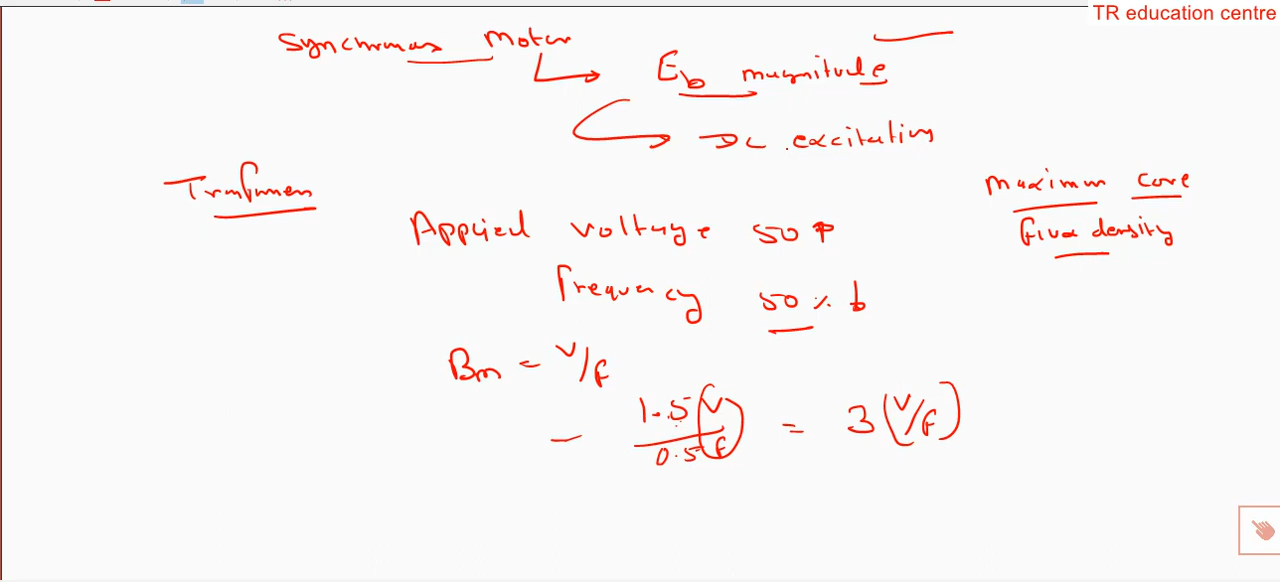 TR education centre
Synchronous Motor
Eb magnitude
DC excitation
Transformer
Maximum core
flux density
Applied voltage 50 ↑
Frequency 50 % ↓
Bm = V/f
= 1.5 (V / 0.5 f) = 3 (V/f)